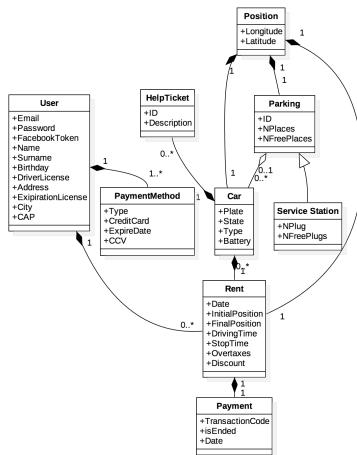 Position
+Longitude
+Latitude
1
1
1
1
User
+Email
+Password
+FacebookToken
+Name
+Surname
+Birthday
+DriverLicense
+Address
+ExipirationLicense
+City
+CAP
HelpTicket
+ID
+Description
Parking
+ID
+NPlaces
+NFreePlaces
0..*
1
1..*
0..1
0..*
1
1
PaymentMethod
+Type
+CreditCard
+ExpireDate
+CCV
Car
+Plate
+State
+Type
+Battery
Service Station
+NPlug
+NFreePlugs
1
0..*
1
Rent
+Date
+InitialPosition
+FinalPosition
+DrivingTime
+StopTime
+Overtaxes
+Discount
0..*
1
1
1
Payment
+TransactionCode
+isEnded
+Date